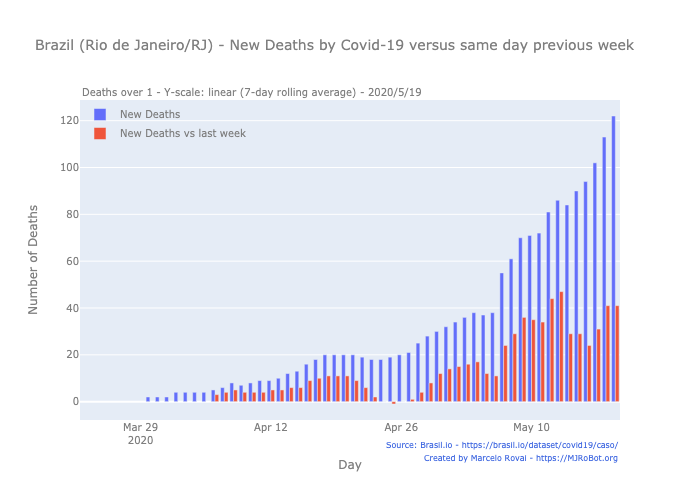 Brazil (Rio de Janeiro/RJ) - New Deaths by Covid-19 versus same day previous week
Deaths over 1 - Y-scale: linear (7-day rolling average) - 2020/5/19
New Deaths
New Deaths vs last week
120
100
80
60
40
20
0
Number of Deaths
Mar 29
2020
Apr 12
Apr 26
May 10
Day
Source: Brasil.io - https://brasil.io/dataset/covid19/caso/
Created by Marcelo Rovai - https://MJRoBot.org